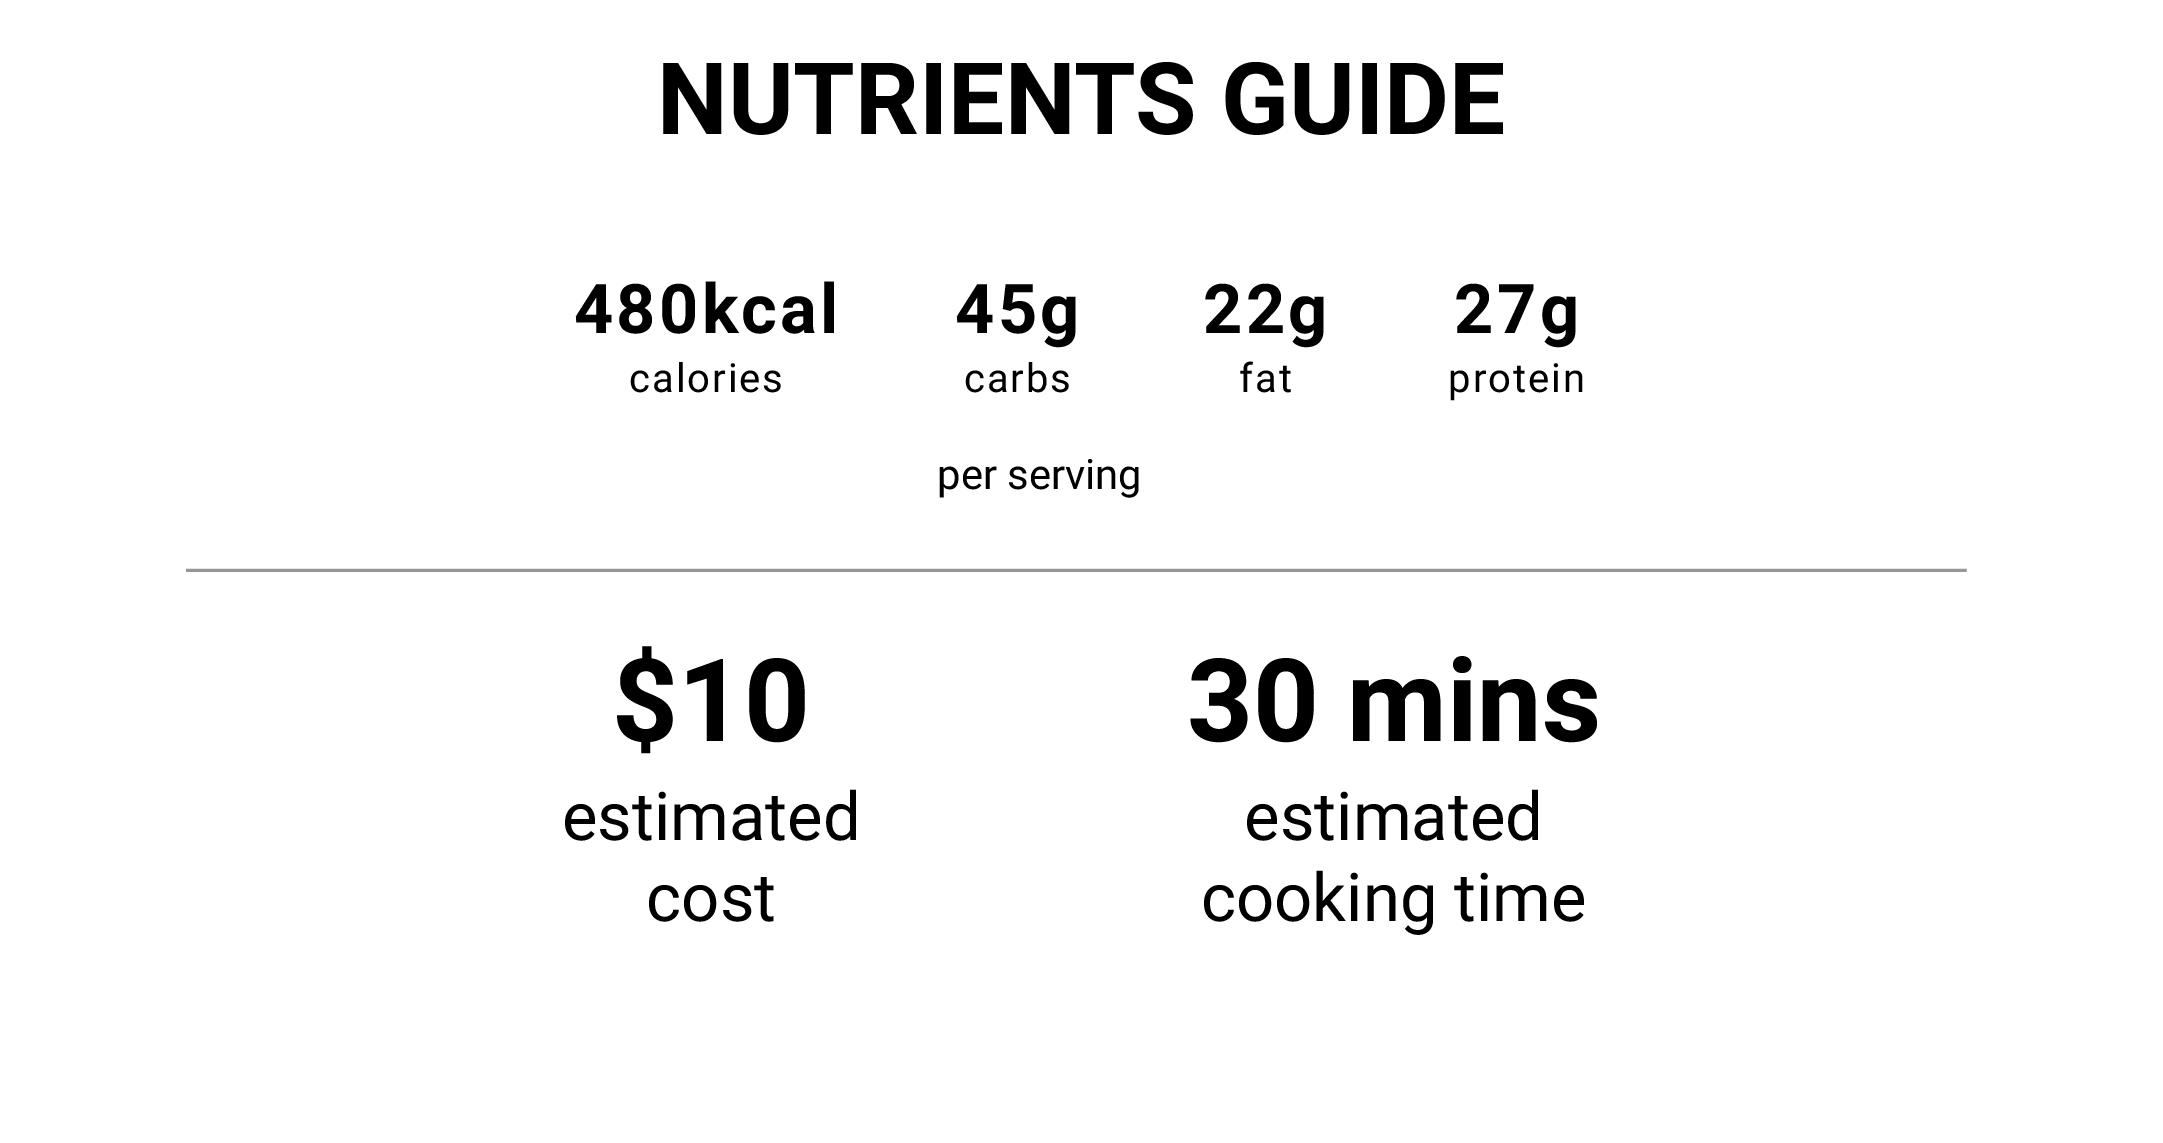 NUTRIENTS GUIDE
480kcal 45g 22g 27g
calories carbs fat protein
per serving
$10 30 mins
estimated estimated
cost cooking time